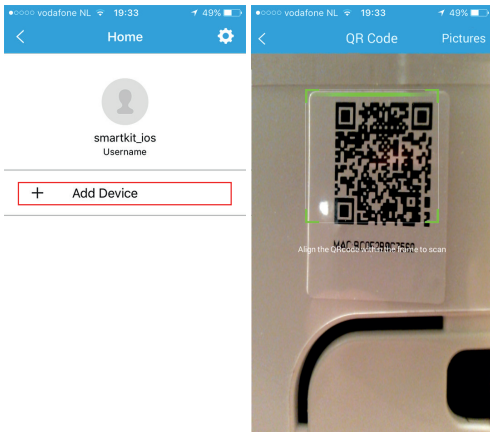 vodafone NL 19:33 49%
Home
smartkit_ios
Username
+ Add Device
vodafone NL 19:33 49%
QR Code Pictures
Align the QRcode within the frame to scan